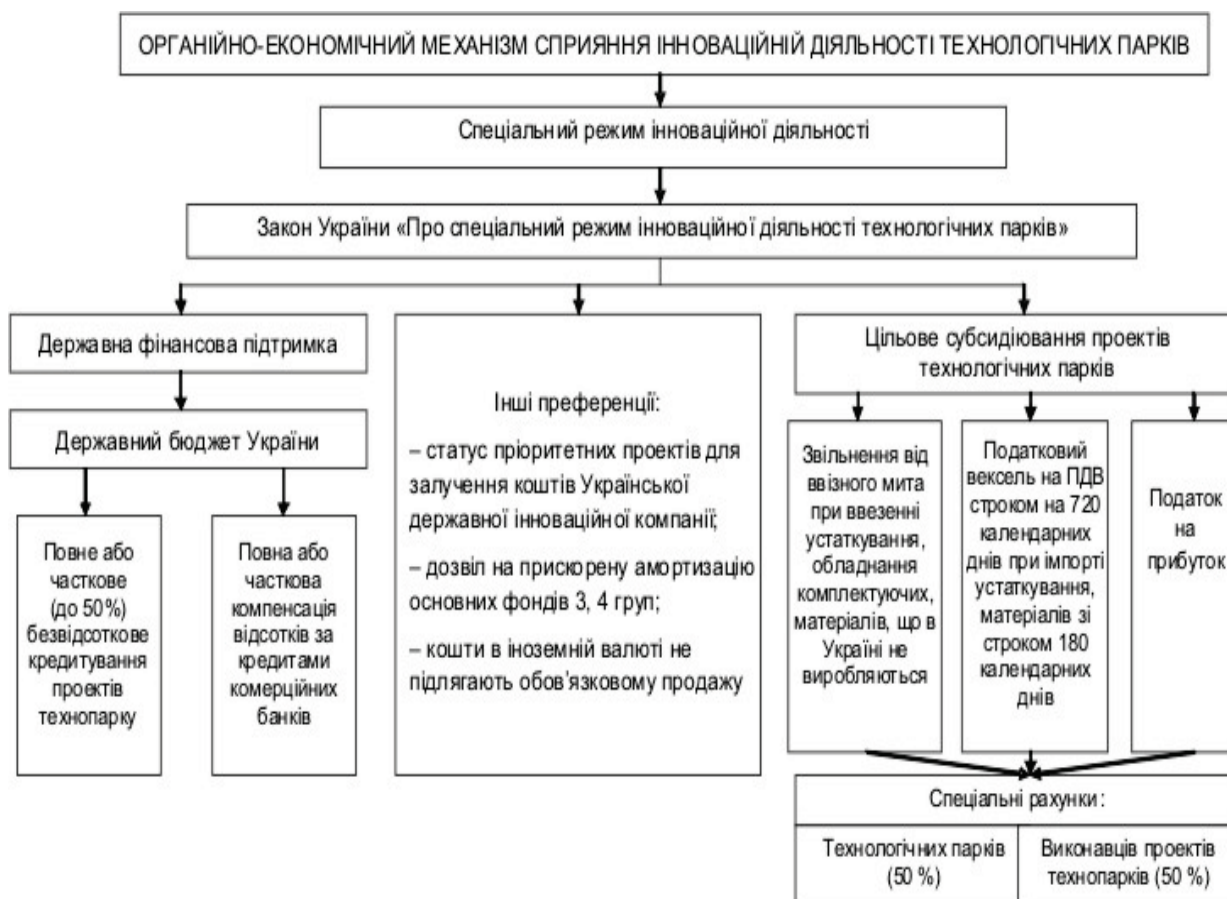 ОРГАНІЙНО-ЕКОНОМІЧНИЙ МЕХАНІЗМ СПРИЯННЯ ІННОВАЦІЙНІЙ ДІЯЛЬНОСТІ ТЕХНОЛОГІЧНИХ ПАРКІВ
Спеціальний режим інноваційної діяльності
Закон України «Про спеціальний режим інноваційної діяльності технологічних парків»
Державна фінансова підтримка
Державний бюджет України
Повне або
часткове
(до 50%)
безвідсоткове
кредитування
проектів
технопарку
Повна або
часткова
компенсація
відсотків за
кредитами
комерційних
банків
Інші преференції:
– статус пріоритетних проектів для
залучення коштів Української
державної інноваційної компанії;
– дозвіл на прискорену амортизацію
основних фондів 3, 4 груп;
– кошти в іноземній валюті не
підлягають обов’язковому продажу
Цільове субсидіювання проектів
технологічних парків
Звільнення від
ввізного мита
при ввезенні
устаткування,
обладнання
комплектуючих,
матеріалів, що в
Україні не
виробляються
Податковий
вексель на ПДВ
строком на 720
календарних
днів при імпорті
устаткування,
матеріалів зі
строком 180
календарних
днів
Податок
на
прибуток
Спеціальні рахунки :
Технологічних парків
(50 %)
Виконавців проектів
технопарків (50 %)